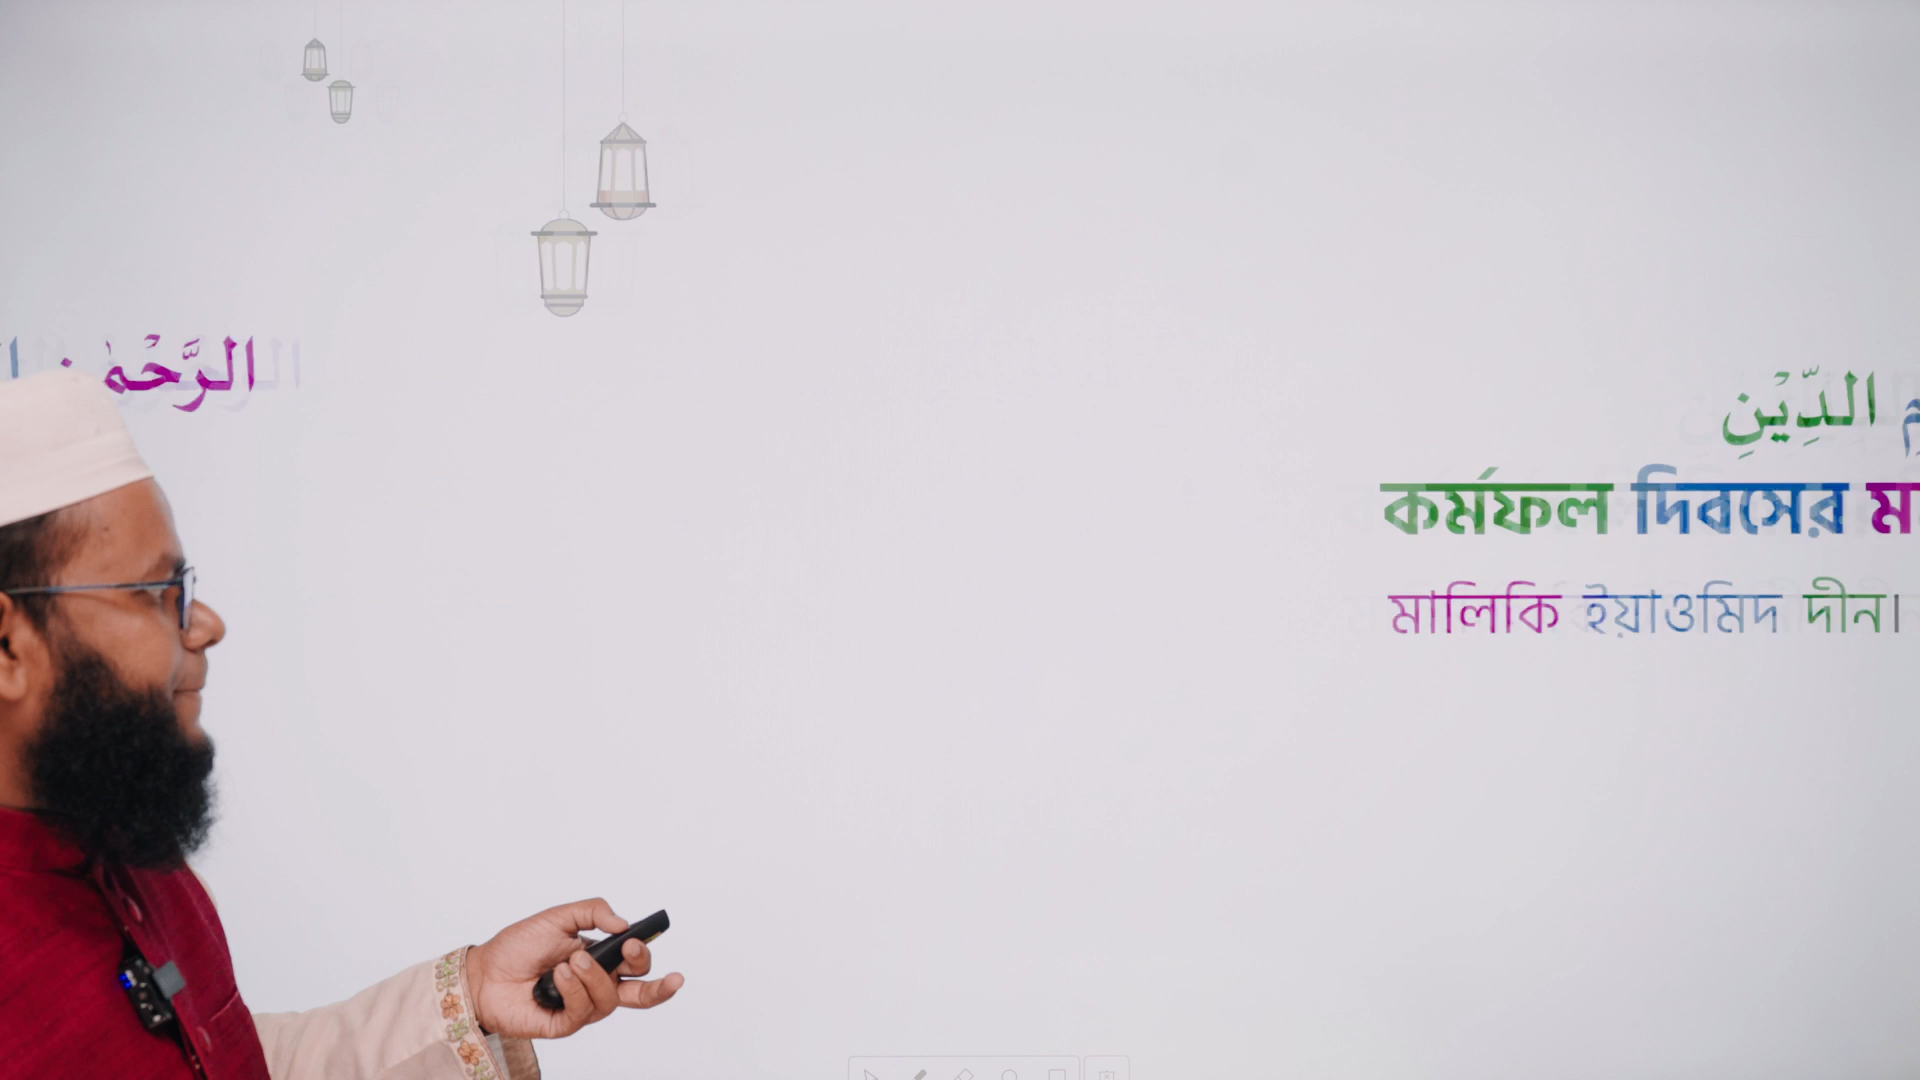 الرَّحْمٰنِ
الدِّيْنِ
কর্মফল দিবসের
মালিকি ইয়াওমিদ দীন।